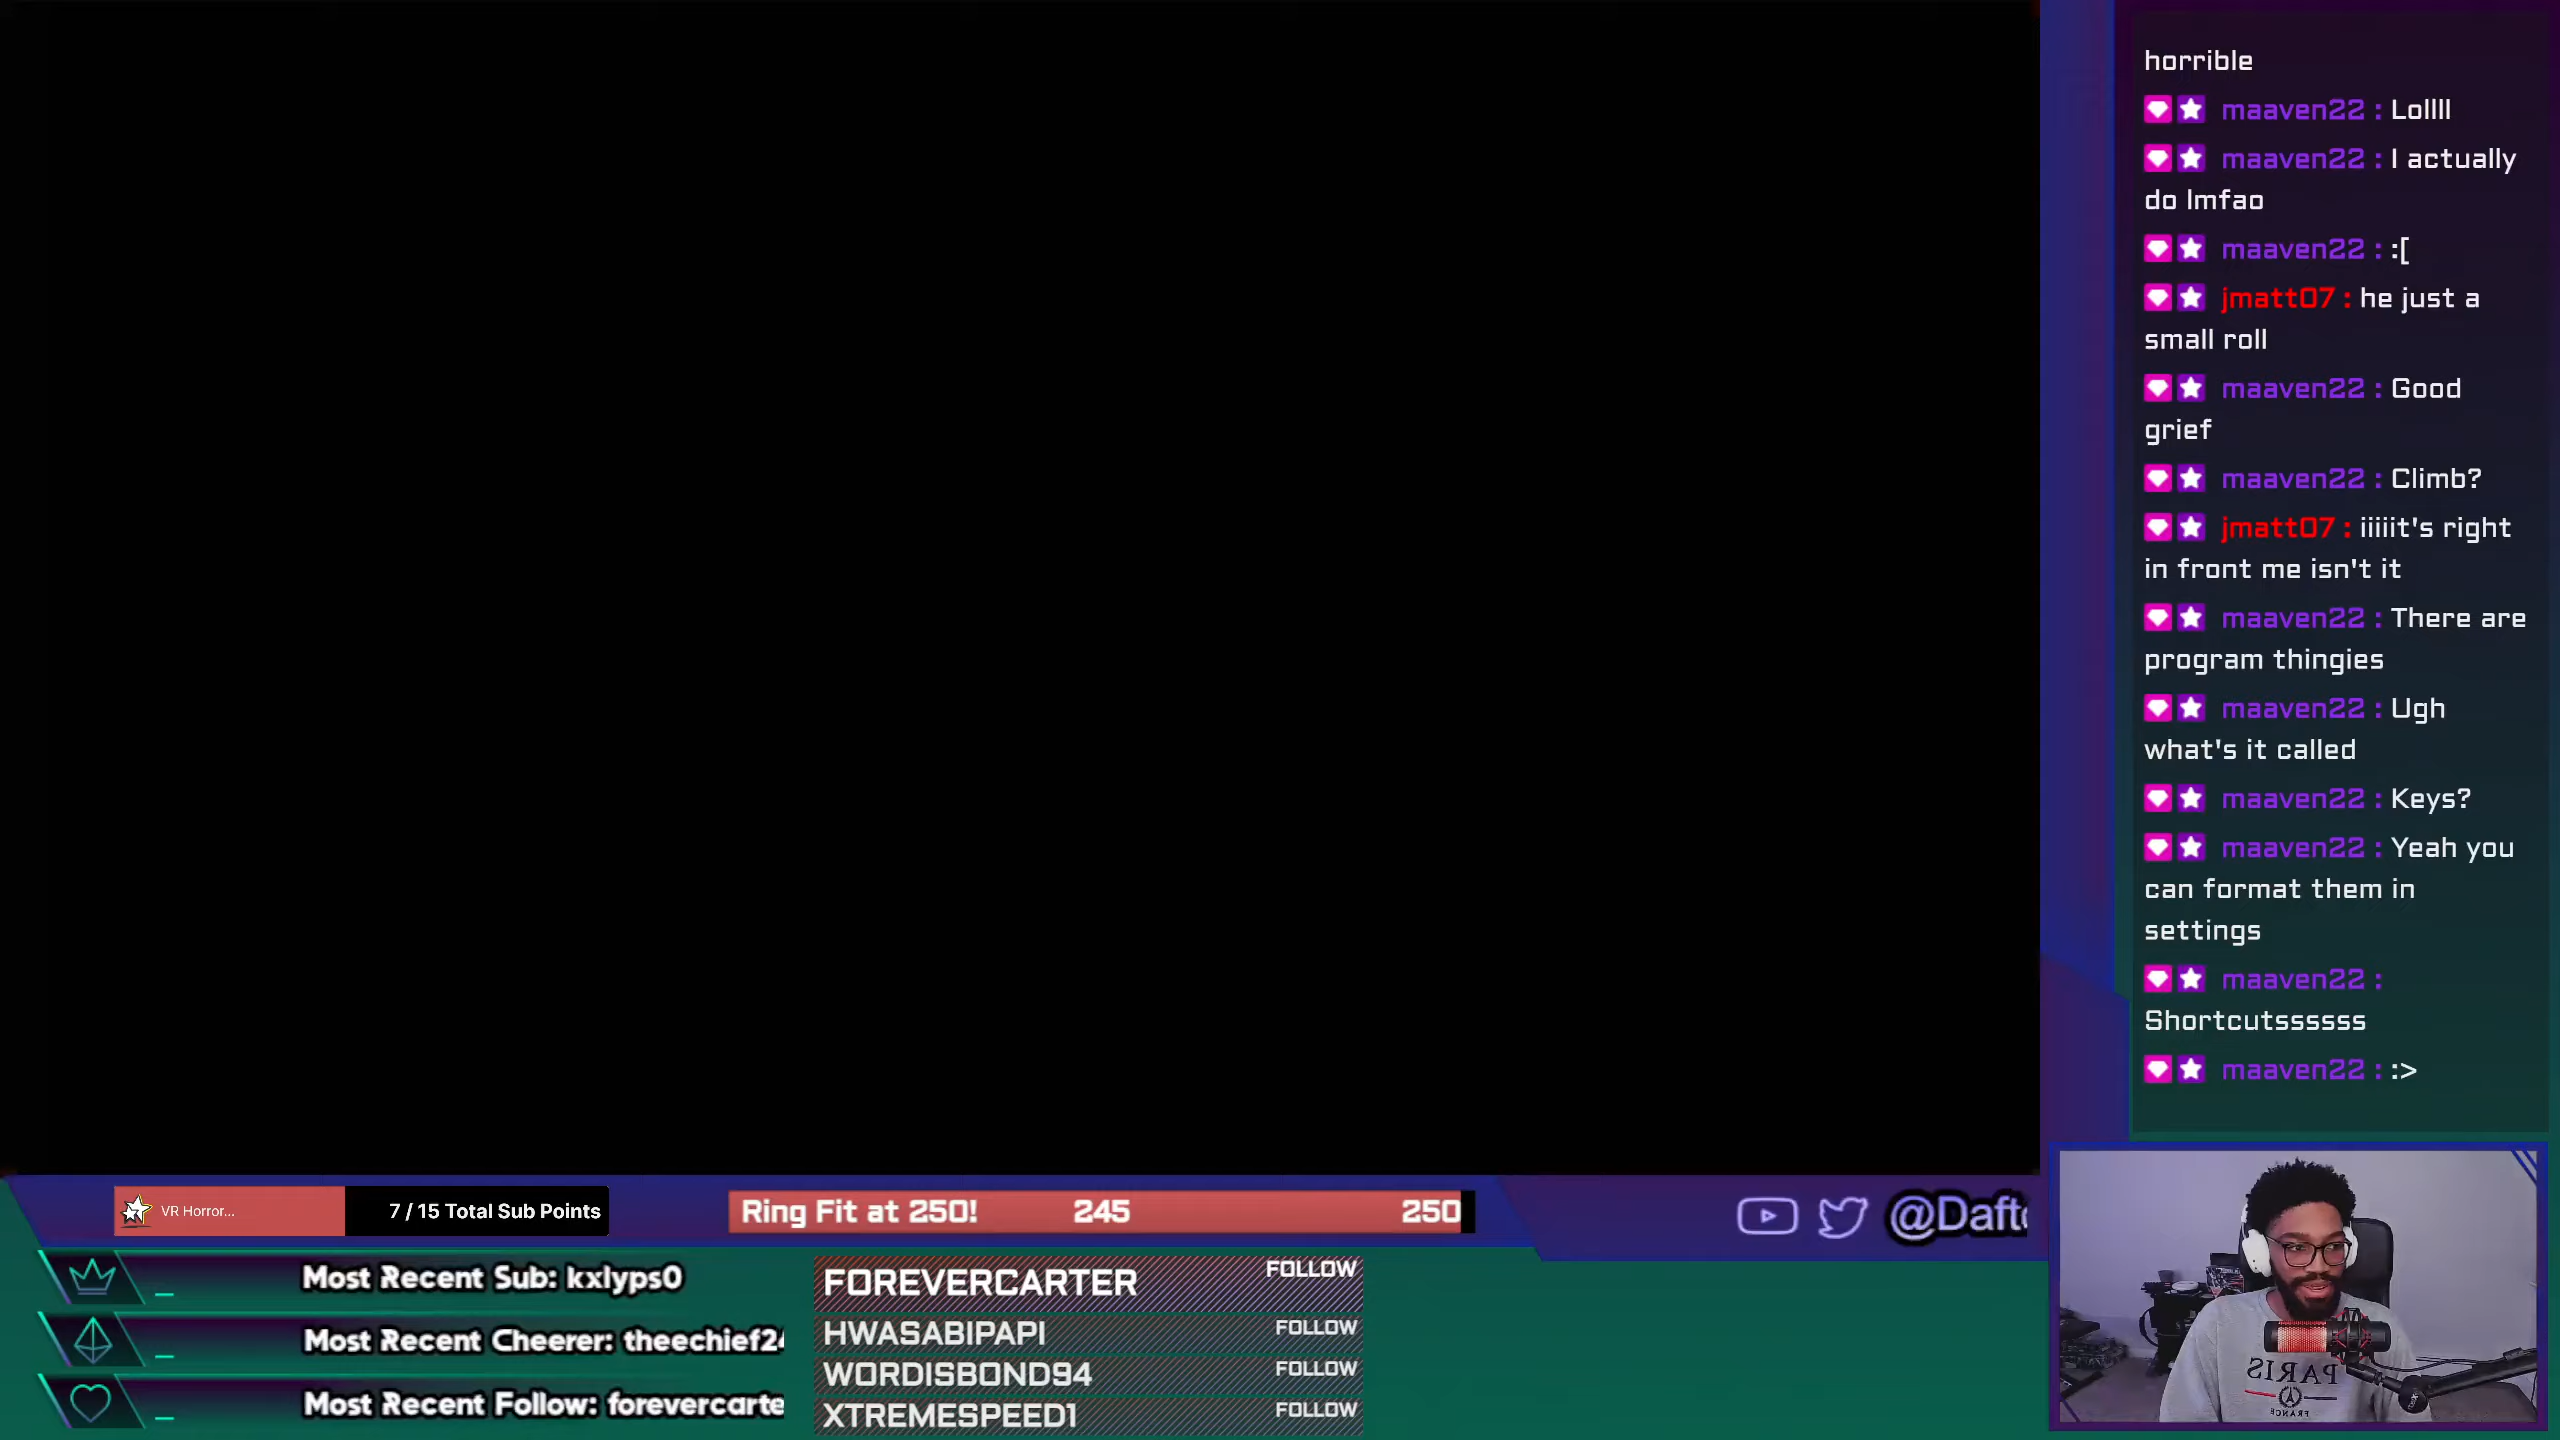 horrible
maaven22 : Lollll
maaven22 : I actually
do lmfao
maaven22 : :[
jmatt07 : he just a
small roll
maaven22 : Good
grief
maaven22 : Climb?
jmatt07 : iiiiit's right
in front me isn't it
maaven22 : There are
program thingies
maaven22 : Ugh
what's it called
maaven22 : Keys?
maaven22 : Yeah you
can format them in
settings
maaven22 :
Shortcutssssss
maaven22 : :>
VR Horror... 7 / 15 Total Sub Points
Ring Fit at 250! 245 250
@Daft
Most Recent Sub: kxlyps0
Most Recent Cheerer: theechief24
Most Recent Follow: forevercarte
FOREVERCARTER FOLLOW
HWASABIPAPI FOLLOW
WORDISBOND94 FOLLOW
XTREMESPEED1 FOLLOW
PARIS
FRANCE